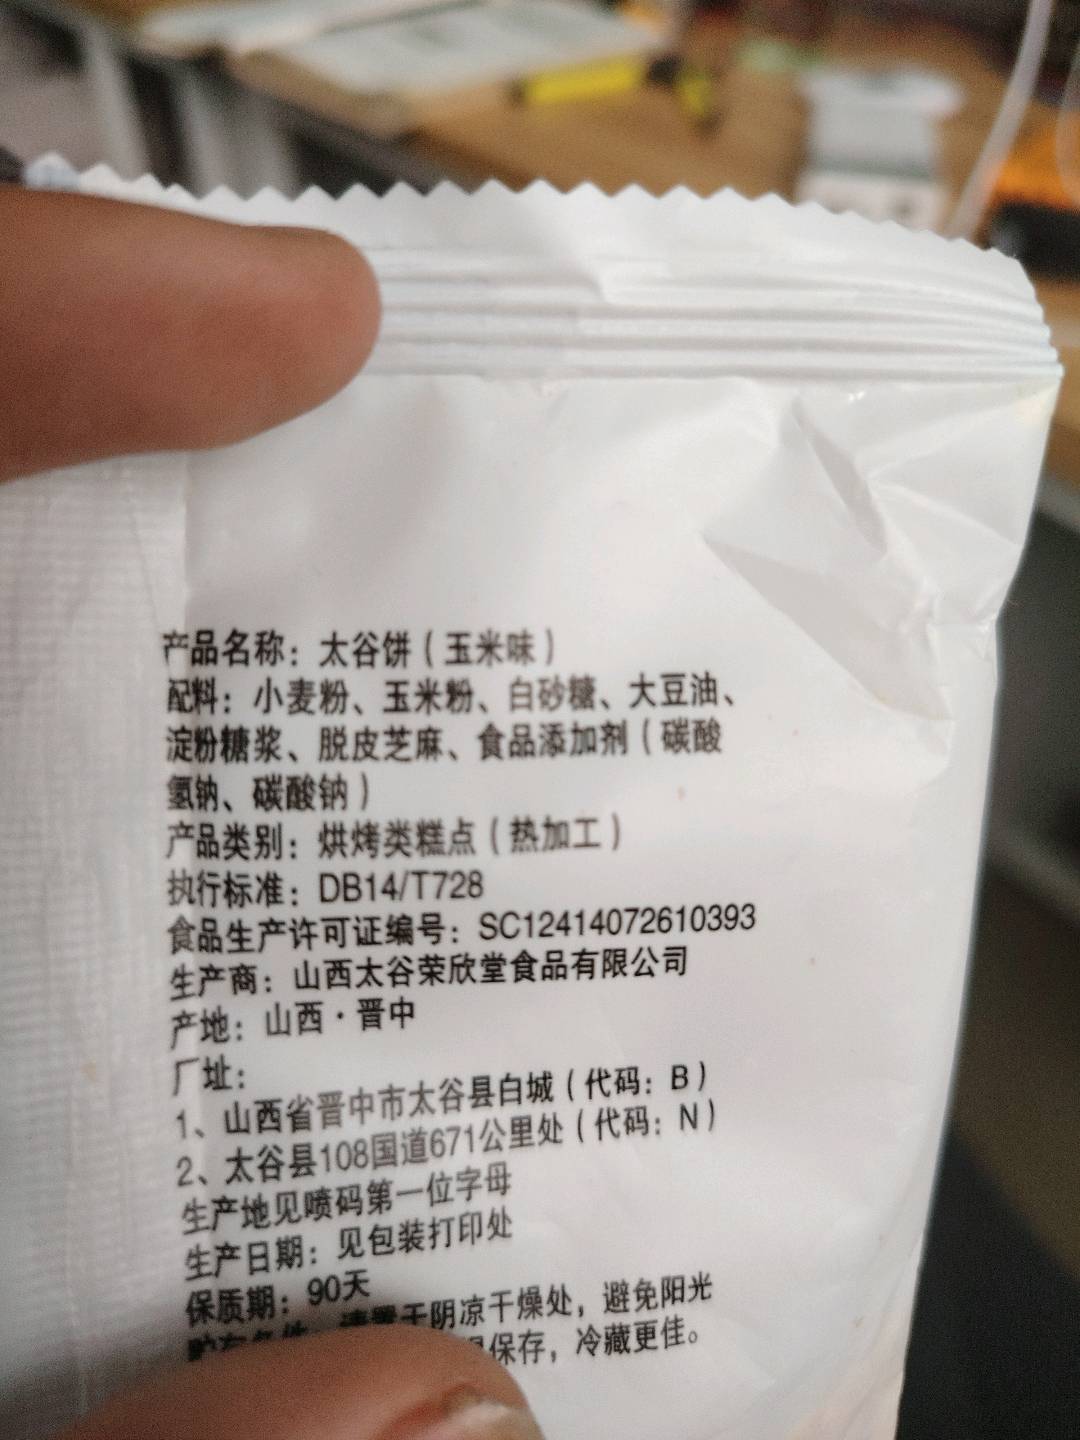 产品名称：太谷饼（玉米味）
配料：小麦粉、玉米粉、白砂糖、大豆油、
淀粉糖浆、脱皮芝麻、食品添加剂（碳酸
氢钠、碳酸钠）
产品类别：烘烤类糕点（热加工）
执行标准：DB14/T728
食品生产许可证编号：SC12414072610393
生产商：山西太谷荣欣堂食品有限公司
产地：山西·晋中
厂址：
1、山西省晋中市太谷县白城（代码：B）
2、太谷县108国道671公里处（代码：N）
生产地见喷码第一位字母
生产日期：见包装打印处
保质期：90天
请置于阴凉干燥处，避免阳光
保存，冷藏更佳。